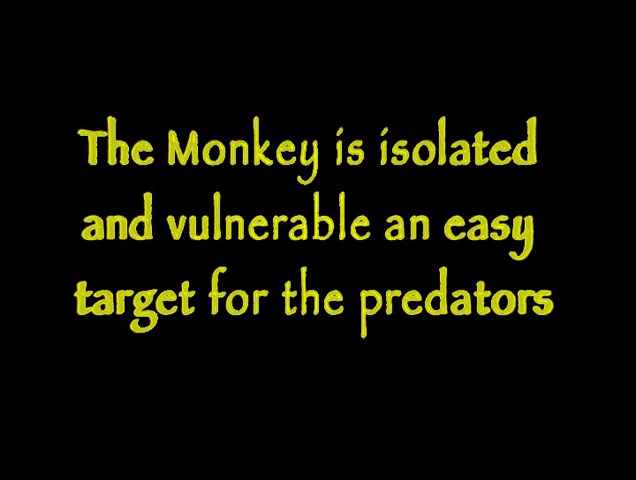 The Monkey is isolated
and vulnerable an easy
target for the predators